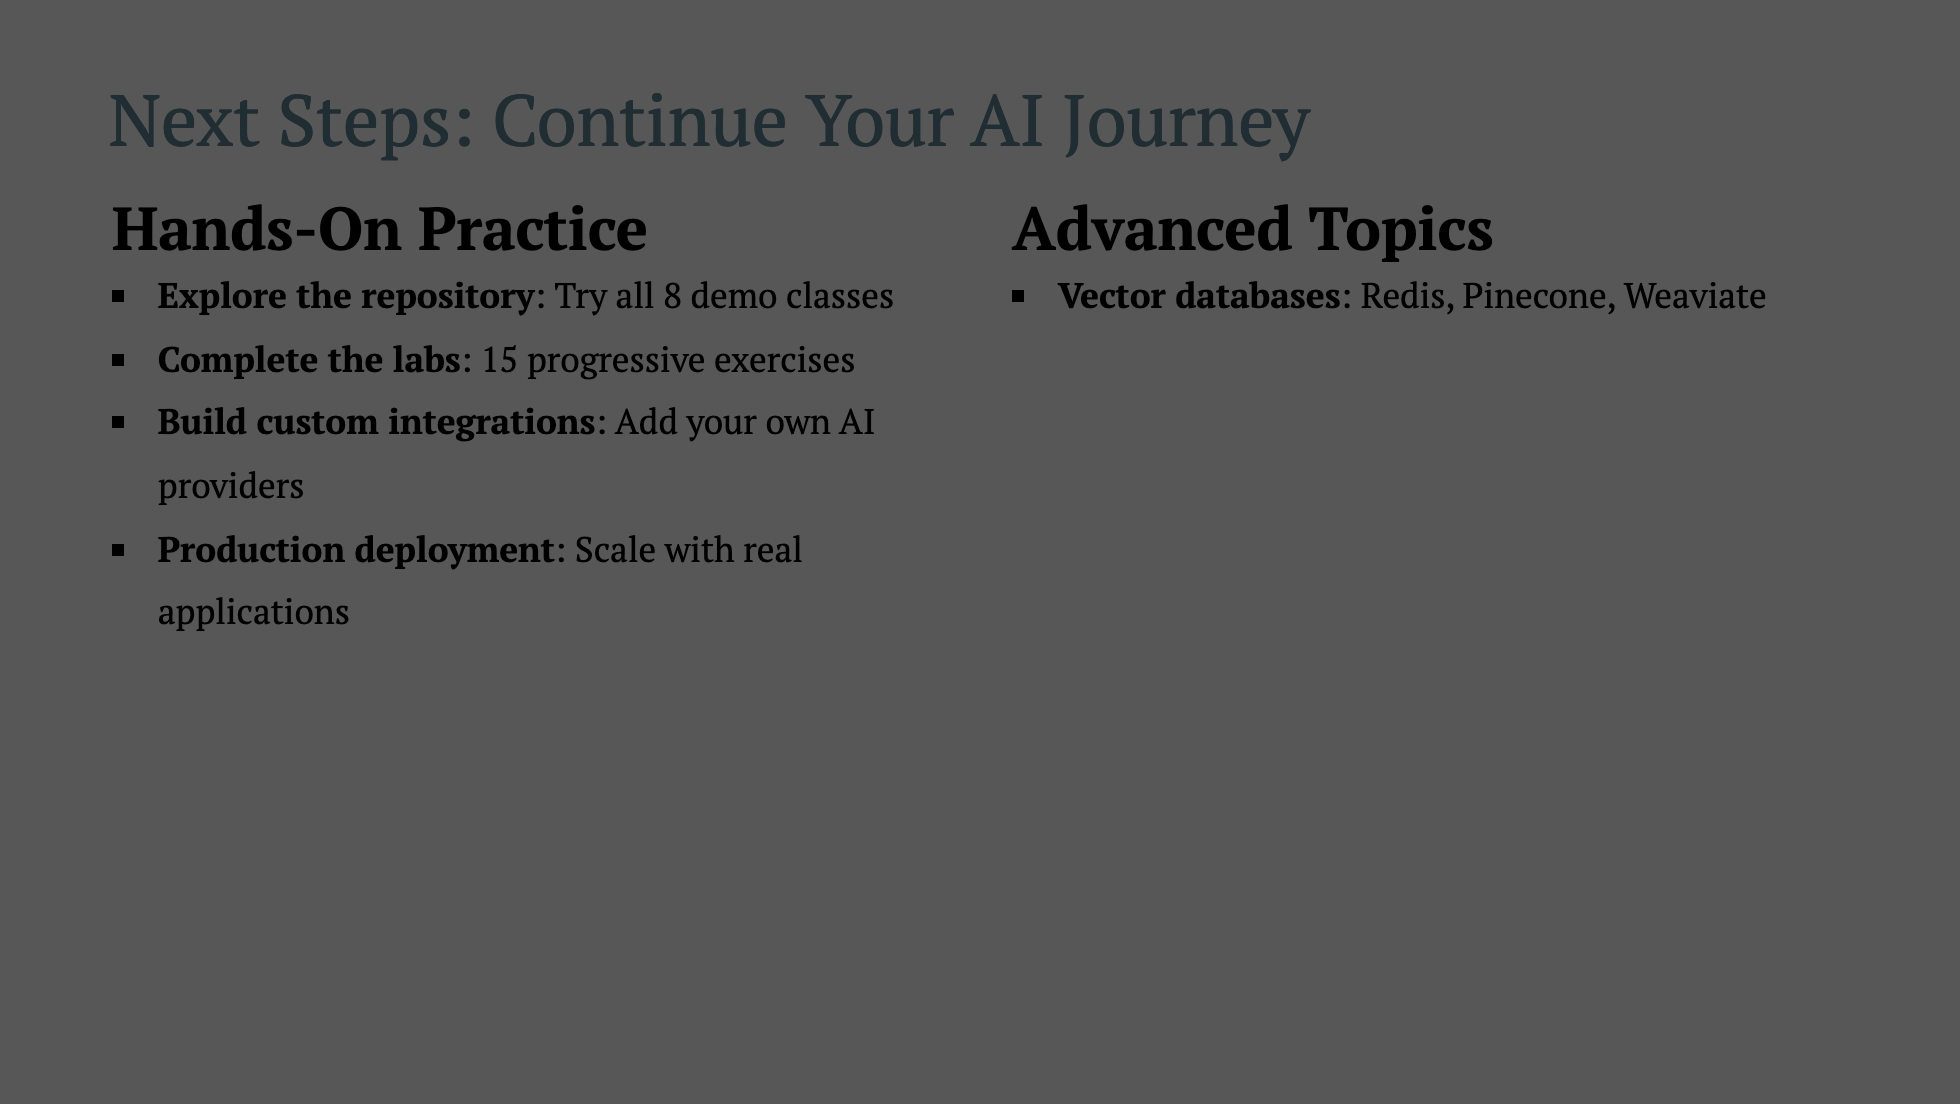 Next Steps: Continue Your AI Journey
Hands-On Practice
▪ Explore the repository: Try all 8 demo classes
▪ Complete the labs: 15 progressive exercises
▪ Build custom integrations: Add your own AI
providers
▪ Production deployment: Scale with real
applications
Advanced Topics
▪ Vector databases: Redis, Pinecone, Weaviate